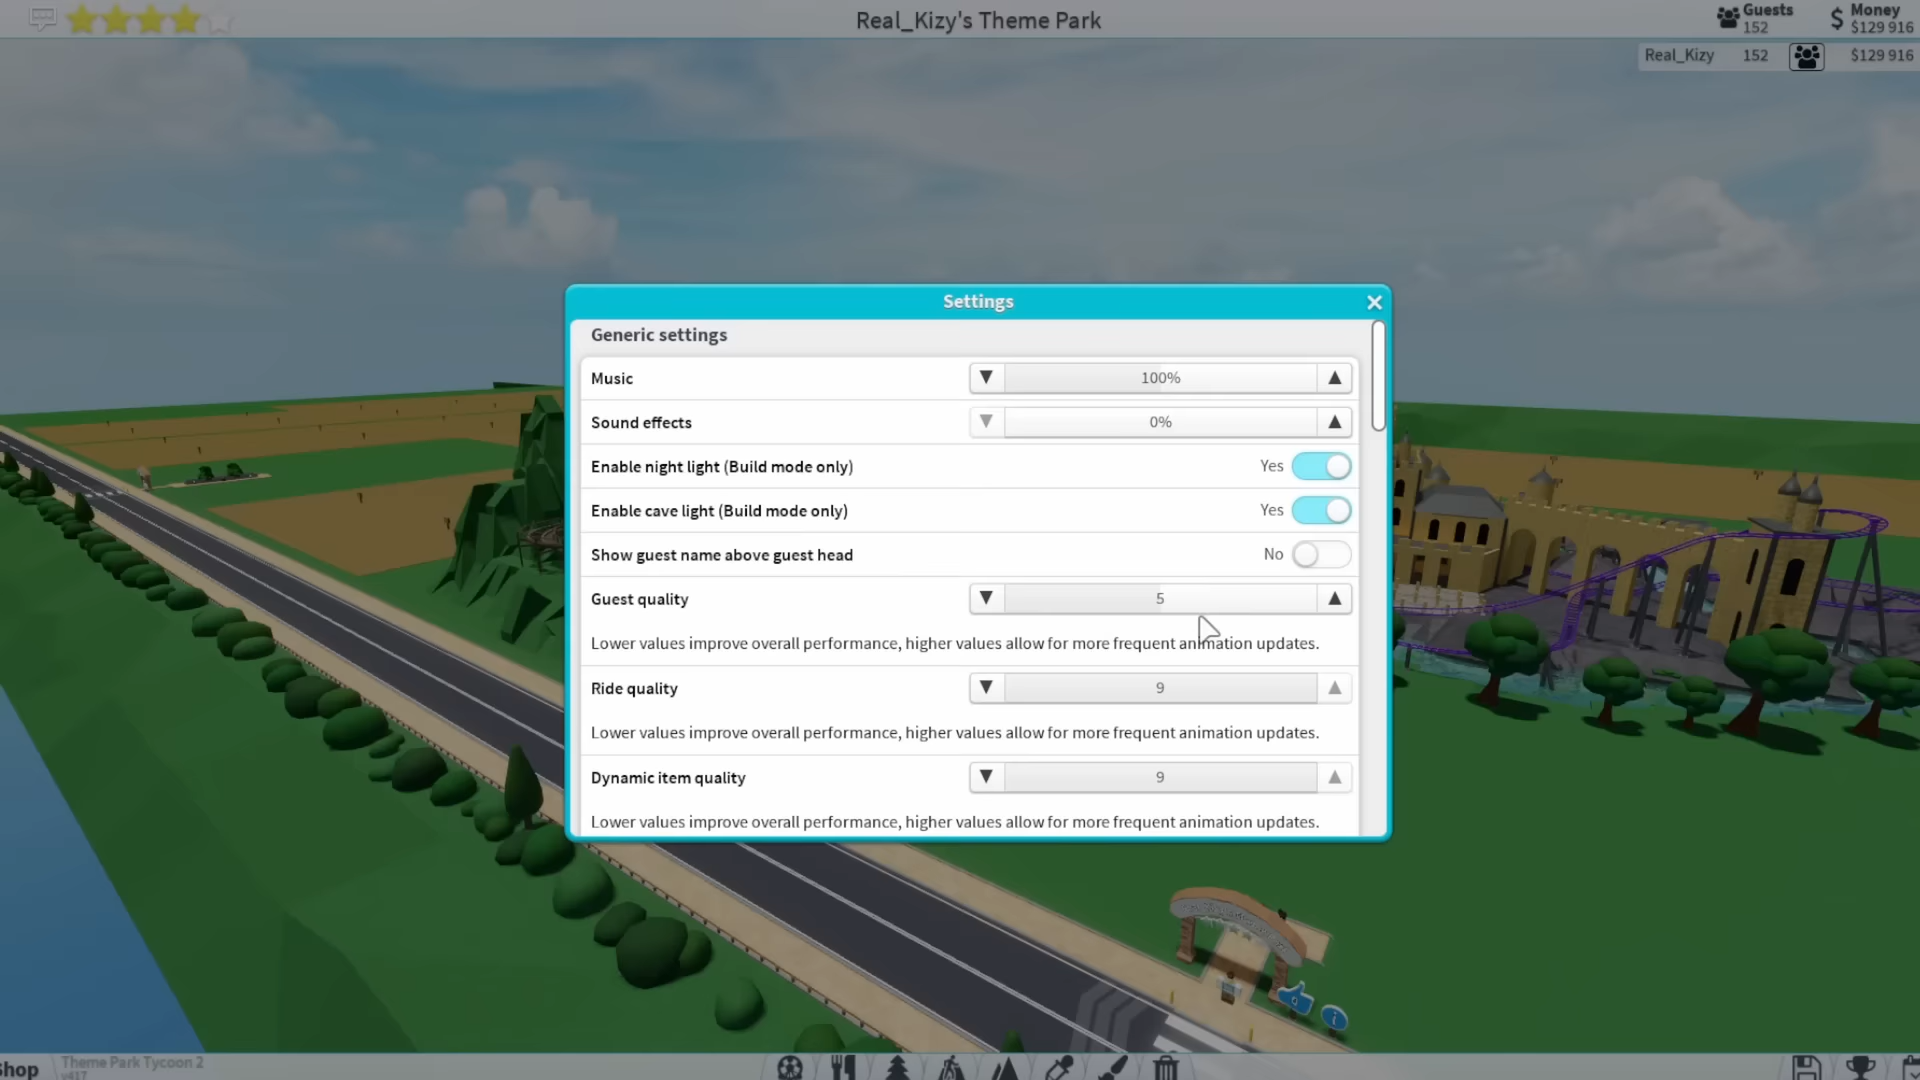 Real_Kizy's Theme Park
Guests
152
Money
$129 916
Real_Kizy 152 $129 916
Settings
Generic settings
Music 100%
Sound effects 0%
Enable night light (Build mode only) Yes
Enable cave light (Build mode only) Yes
Show guest name above guest head No
Guest quality 5
Lower values improve overall performance, higher values allow for more frequent animation updates.
Ride quality 9
Lower values improve overall performance, higher values allow for more frequent animation updates.
Dynamic item quality 9
Lower values improve overall performance, higher values allow for more frequent animation updates.
Shop
Theme Park Tycoon 2
v417